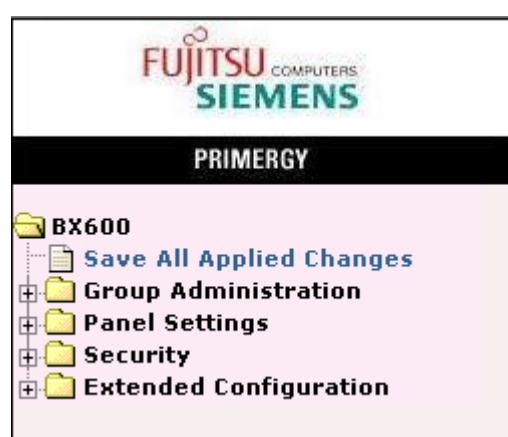 FUJITSU COMPUTERS
SIEMENS
PRIMERGY
BX600
Save All Applied Changes
Group Administration
Panel Settings
Security
Extended Configuration